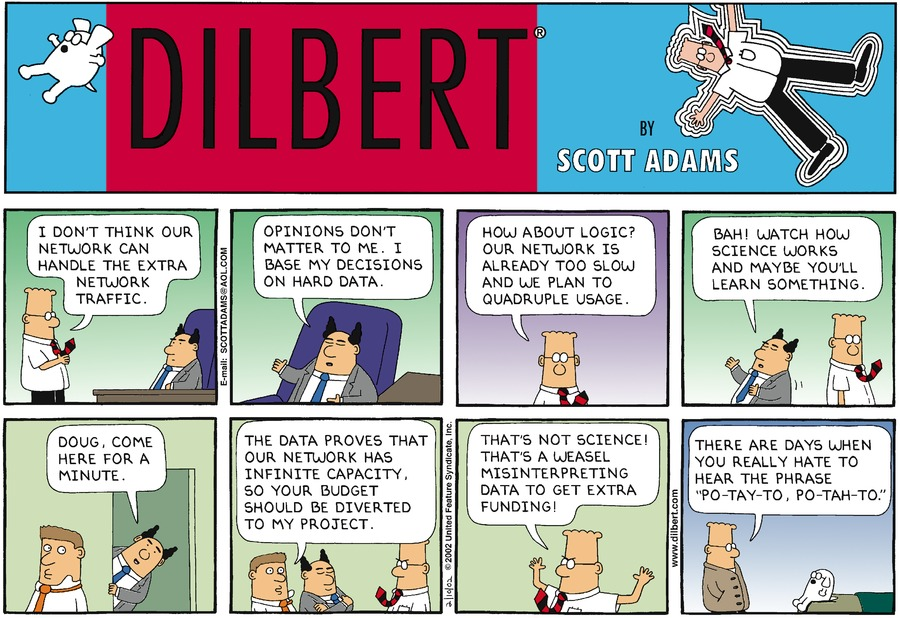 DILBERT®
BY
SCOTT ADAMS
I DON'T THINK OUR
NETWORK CAN
HANDLE THE EXTRA
NETWORK
TRAFFIC.
E-mail: SCOTTADAMS@AOL.COM
OPINIONS DON'T
MATTER TO ME. I
BASE MY DECISIONS
ON HARD DATA.
HOW ABOUT LOGIC?
OUR NETWORK IS
ALREADY TOO SLOW
AND WE PLAN TO
QUADRUPLE USAGE.
BAH! WATCH HOW
SCIENCE WORKS
AND MAYBE YOU'LL
LEARN SOMETHING.
DOUG, COME
HERE FOR A
MINUTE.
THE DATA PROVES THAT
OUR NETWORK HAS
INFINITE CAPACITY,
SO YOUR BUDGET
SHOULD BE DIVERTED
TO MY PROJECT.
2/10/02 © 2002 United Feature Syndicate, Inc.
THAT'S NOT SCIENCE!
THAT'S A WEASEL
MISINTERPRETING
DATA TO GET EXTRA
FUNDING!
www.dilbert.com
THERE ARE DAYS WHEN
YOU REALLY HATE TO
HEAR THE PHRASE
"PO-TAY-TO, PO-TAH-TO."